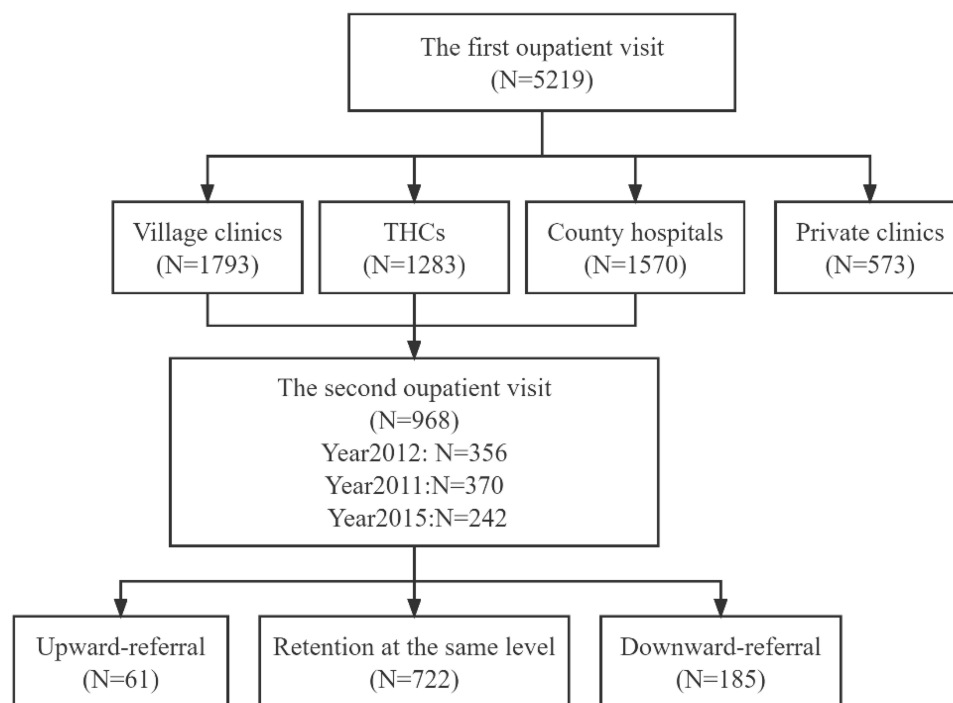 The first oupatient visit
(N=5219)
Village clinics
(N=1793)
THCs
(N=1283)
County hospitals
(N=1570)
Private clinics
(N=573)
The second oupatient visit
(N=968)
Year2012: N=356
Year2011:N=370
Year2015:N=242
Upward-referral
(N=61)
Retention at the same level
(N=722)
Downward-referral
(N=185)